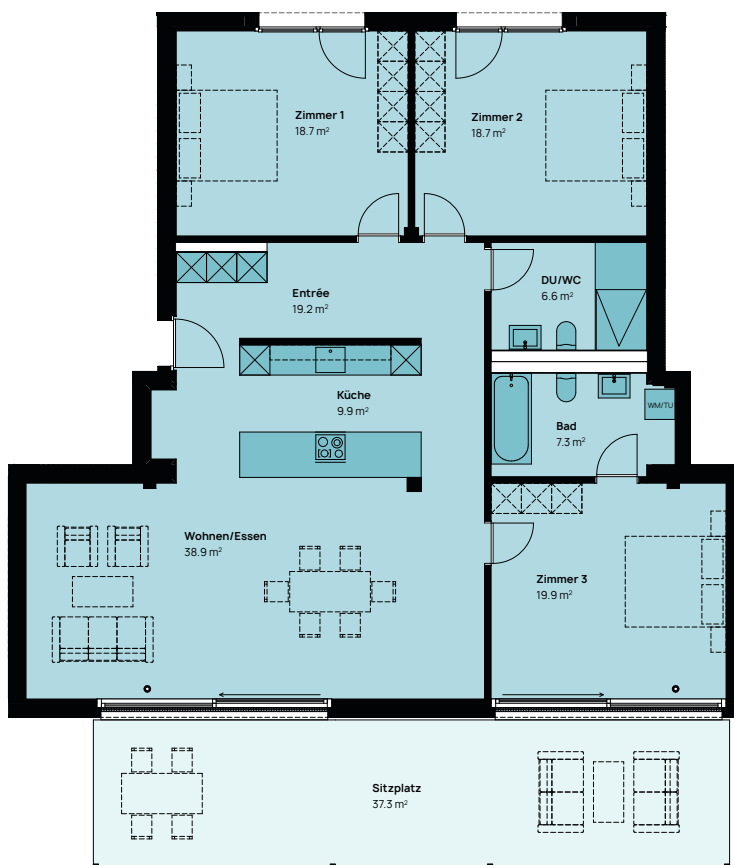 Zimmer 1
18.7 m²
Zimmer 2
18.7 m²
DU/WC
6.6 m²
Entrée
19.2 m²
Küche
9.9 m²
WM/TU
Bad
7.3 m²
Wohnen/Essen
38.9 m²
Zimmer 3
19.9 m²
Sitzplatz
37.3 m²